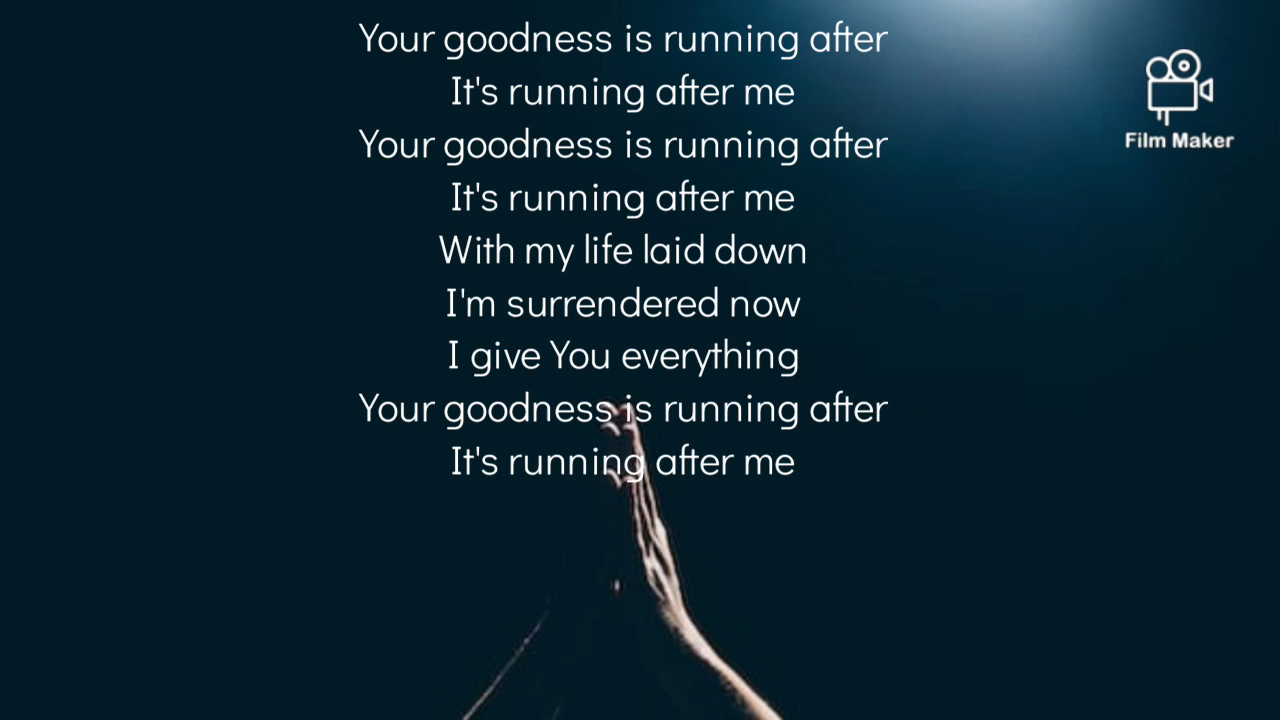 Your goodness is running after
It's running after me
Your goodness is running after
It's running after me
With my life laid down
I'm surrendered now
I give You everything
Your goodness is running after
It's running after me
Film Maker